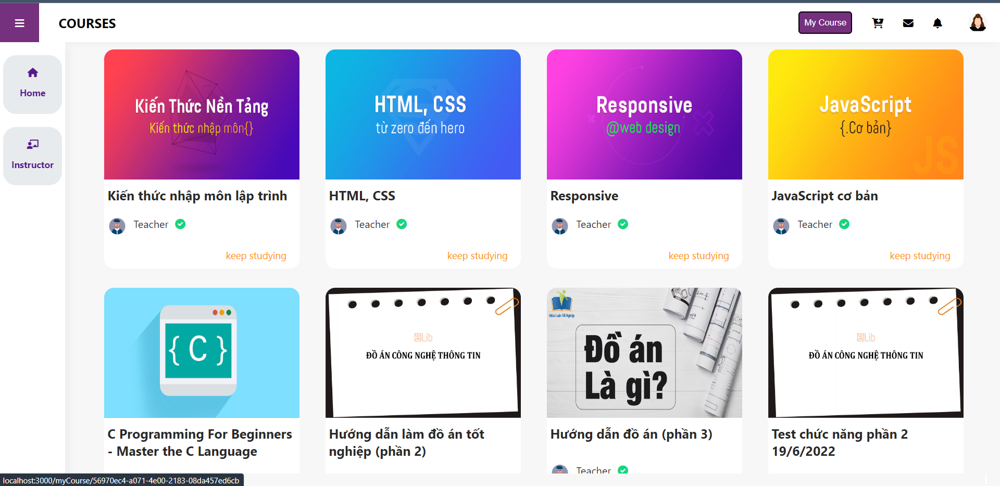 COURSES
My Course
Home
Instructor
Kiến Thức Nền Tảng
Kiến thức nhập môn{}
HTML, CSS
từ zero đến hero
Responsive
@web design
JavaScript
{.Cơ bản}
JS
Kiến thức nhập môn lập trình
HTML, CSS
Responsive
JavaScript cơ bản
Teacher
Teacher
Teacher
Teacher
keep studying
keep studying
keep studying
keep studying
{ C }
eLib
ĐỒ ÁN CÔNG NGHỆ THÔNG TIN
Khóa Luận Tốt Nghiệp
Đồ án
Là gì?
eLib
ĐỒ ÁN CÔNG NGHỆ THÔNG TIN
C Programming For Beginners
- Master the C Language
Hướng dẫn làm đồ án tốt
nghiệp (phần 2)
Hướng dẫn đồ án (phần 3)
Test chức năng phần 2
19/6/2022
Teacher
localhost:3000/myCourse/56970ec4-a071-4e00-2183-08da457ed6cb